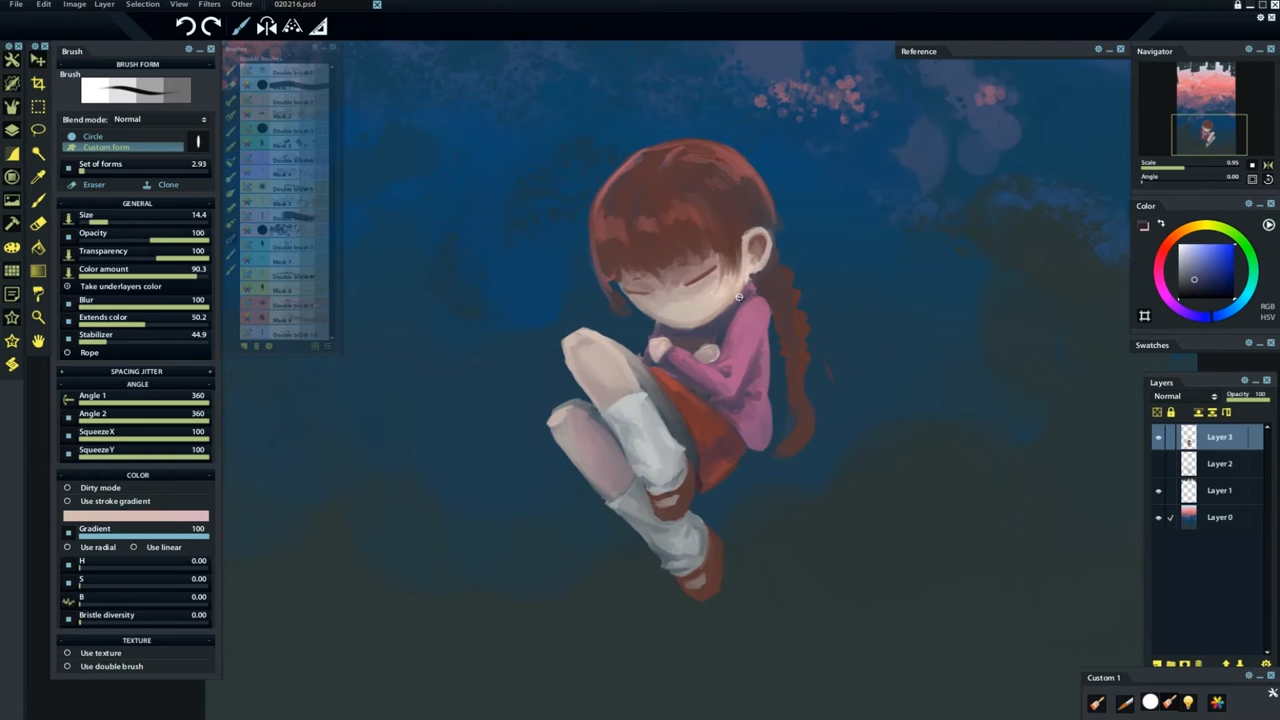 File Edit Image Layer Selection View Filters Other
020216.psd
Brush
BRUSH FORM
Brush
Blend mode: Normal
Circle
Custom form
Set of forms 2.93
Eraser Clone
GENERAL
Size 14.4
Opacity 100
Transparency 100
Color amount 90.3
Take underlayers color
Blur 100
Extends color 50.2
Stabilizer 44.9
Rope
SPACING JITTER
ANGLE
Angle 1 360
Angle 2 360
SqueezeX 100
SqueezeY 100
COLOR
Dirty mode
Use stroke gradient
Gradient 100
Use radial Use linear
H 0.00
S 0.00
B 0.00
Bristle diversity 0.00
TEXTURE
Use texture
Use double brush
Brushes
Double Brushes
Reference
Navigator
Scale 0.95
Angle 0.00
Color
RGB
HSV
Swatches
Layers
Normal Opacity 100
Layer 3
Layer 2
Layer 1
Layer 0
Custom 1